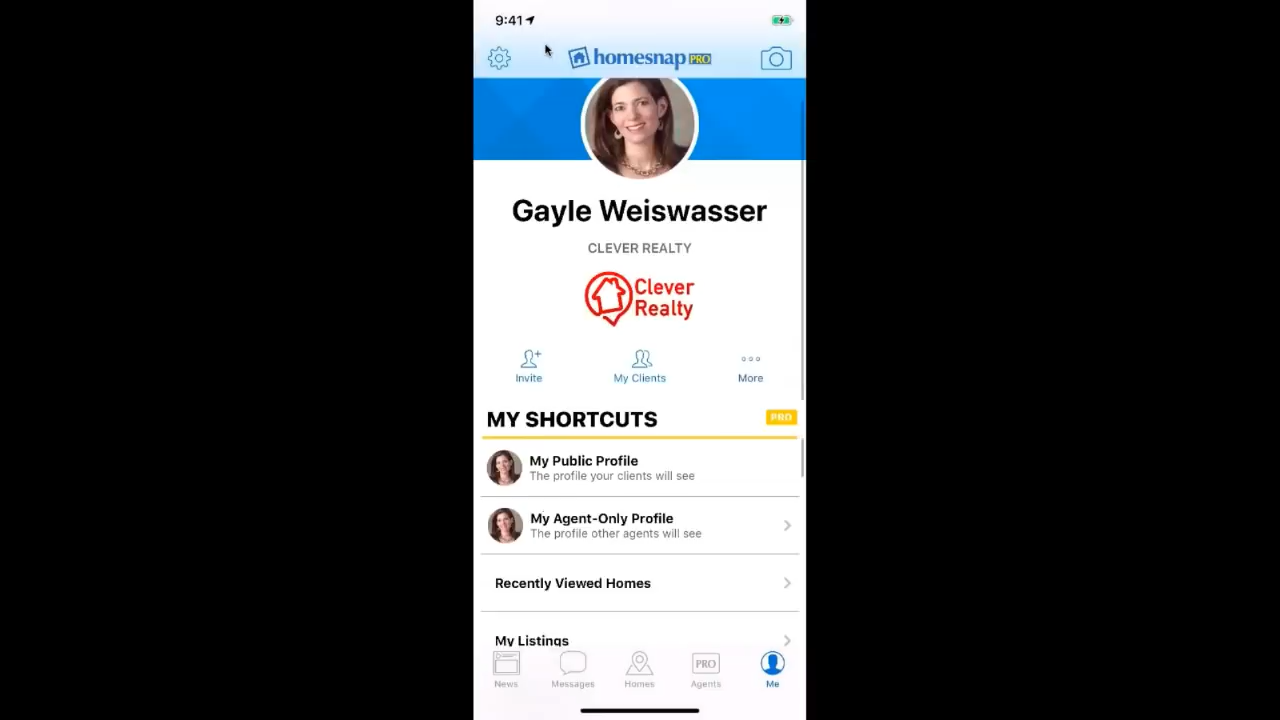 9:41
homesnap PRO
Gayle Weiswasser
CLEVER REALTY
Clever
Realty
Invite
My Clients
More
MY SHORTCUTS
PRO
My Public Profile
The profile your clients will see
My Agent-Only Profile
The profile other agents will see
Recently Viewed Homes
My Listings
News
Messages
Homes
PRO
Agents
Me